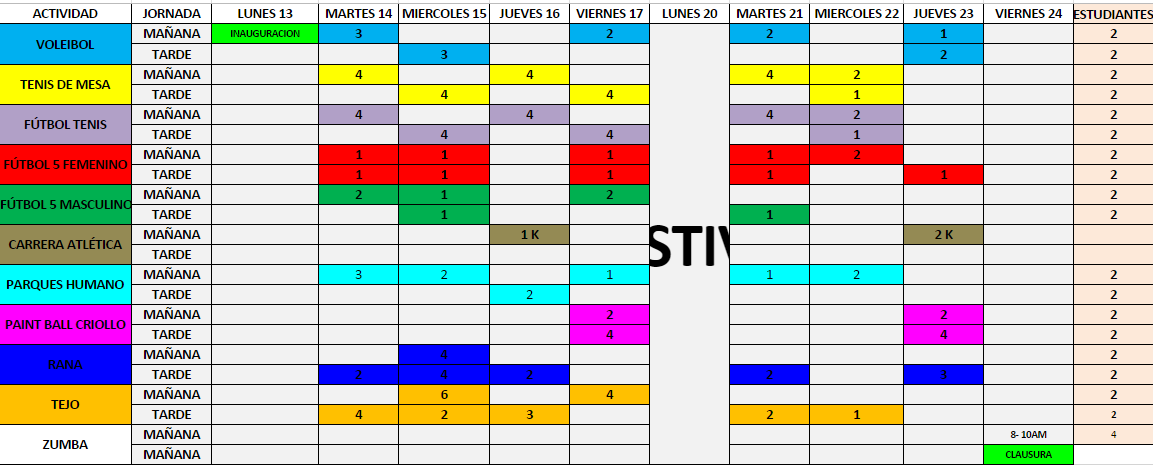 ACTIVIDAD JORNADA LUNES 13 MARTES 14 MIERCOLES 15 JUEVES 16 VIERNES 17 LUNES 20 MARTES 21 MIERCOLES 22 JUEVES 23 VIERNES 24 ESTUDIANTES
VOLEIBOL MAÑANA INAUGURACION 3 2 2 1 2
TARDE 3 2 2
TENIS DE MESA MAÑANA 4 4 4 2 2
TARDE 4 4 1 2
FÚTBOL TENIS MAÑANA 4 4 4 2 2
TARDE 4 4 1 2
FÚTBOL 5 FEMENINO MAÑANA 1 1 1 1 2 2
TARDE 1 1 1 1 1 2
FÚTBOL 5 MASCULINO MAÑANA 2 1 2 2
TARDE 1 1 2
CARRERA ATLÉTICA MAÑANA 1 K STIV 2 K
TARDE
PARQUES HUMANO MAÑANA 3 2 1 1 2 2
TARDE 2 2
PAINT BALL CRIOLLO MAÑANA 2 2 2
TARDE 4 4 2
RANA MAÑANA 4 2
TARDE 2 4 2 2 3 2
TEJO MAÑANA 6 4 2
TARDE 4 2 3 2 1 2
ZUMBA MAÑANA 8- 10AM 4
MAÑANA CLAUSURA